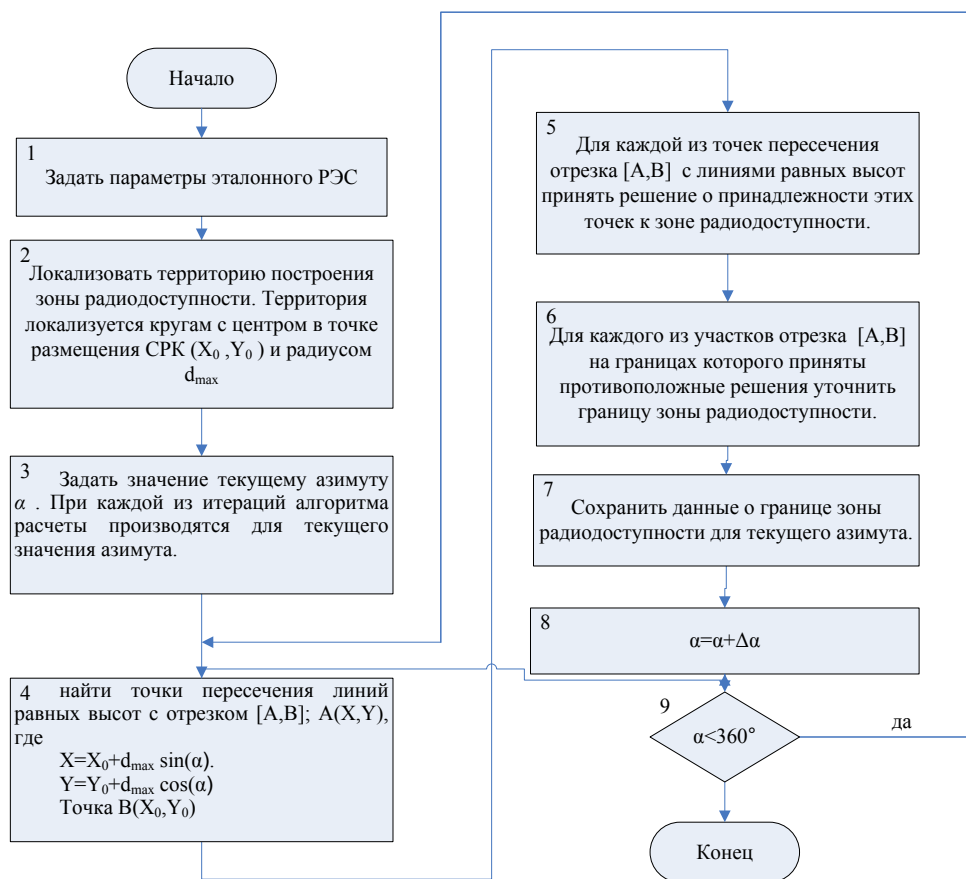 Начало
1
Задать параметры эталонного РЭС
2
Локализовать территорию построения
зоны радиодоступности. Территория
локализуется кругам с центром в точке
размещения СРК (X₀ ,Y₀ ) и радиусом
dmax
3
Задать значение текущему азимуту
α . При каждой из итераций алгоритма
расчеты производятся для текущего
значения азимута.
4
найти точки пересечения линий
равных высот с отрезком [A,B]; A(X,Y),
где
X=X₀+dmax sin(α).
Y=Y₀+dmax cos(α)
Точка B(X₀,Y₀)
5
Для каждой из точек пересечения
отрезка [A,B] с линиями равных высот
принять решение о принадлежности этих
точек к зоне радиодоступности.
6
Для каждого из участков отрезка [A,B]
на границах которого приняты
противоположные решения уточнить
границу зоны радиодоступности.
7
Сохранить данные о границе зоны
радиодоступности для текущего азимута.
8
α=α+Δα
9
α<360°
да
Конец